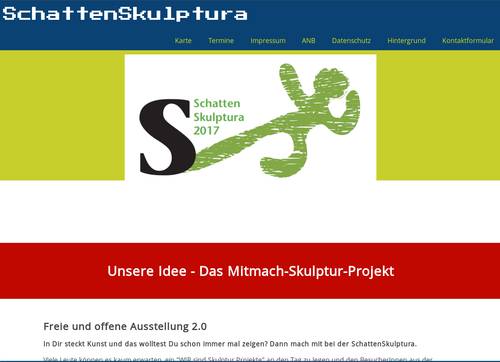 SchattenSkulptura
Karte Termine Impressum ANB Datenschutz Hintergrund Kontaktformular
Schatten
Skulptura
2017
S
Unsere Idee - Das Mitmach-Skulptur-Projekt
Freie und offene Ausstellung 2.0
In Dir steckt Kunst und das wolltest Du schon immer mal zeigen? Dann mach mit bei der SchattenSkulptura.
Viele Leute können es kaum erwarten, ein "WIR sind Skulptur Projekte" an den Tag zu legen und den BesucherInnen aus der